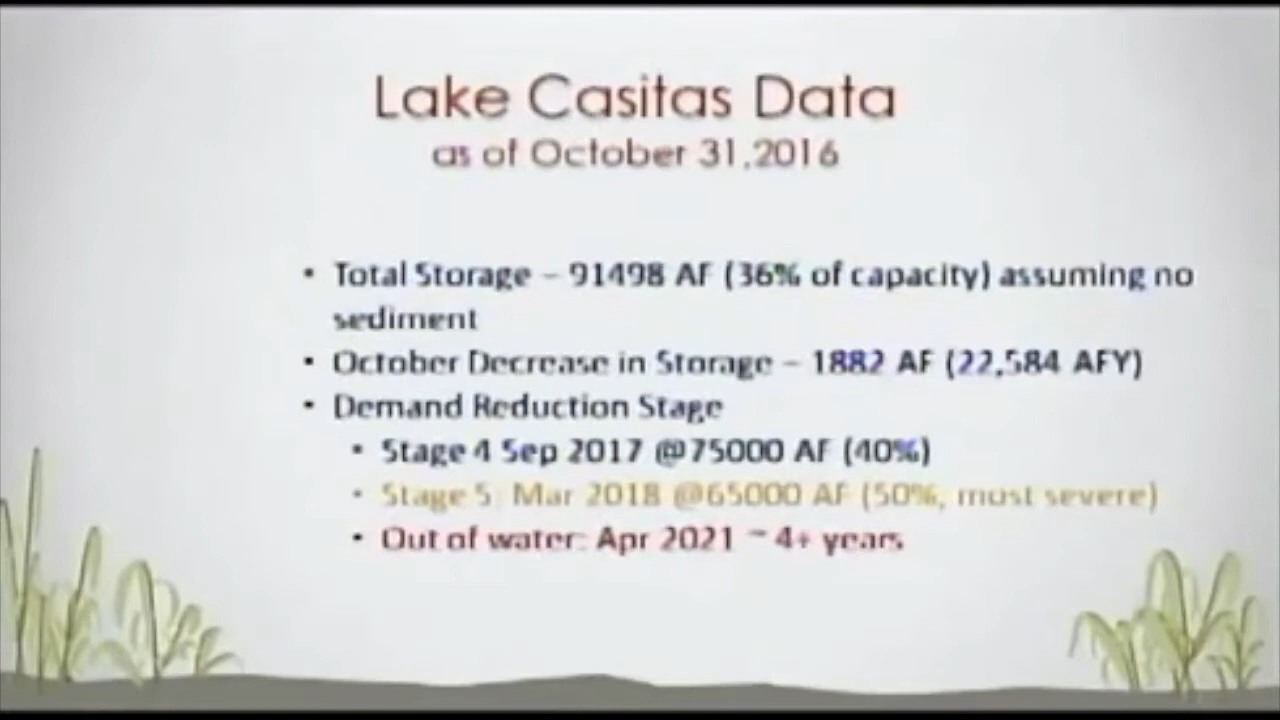 Lake Casitas Data
as of October 31,2016
• Total Storage – 91498 AF (36% of capacity) assuming no
sediment
• October Decrease in Storage – 1882 AF (22,584 AFY)
• Demand Reduction Stage
• Stage 4 Sep 2017 @75000 AF (40%)
• Stage 5: Mar 2018 @65000 AF (50%, most severe)
• Out of water: Apr 2021 ~ 4+ years